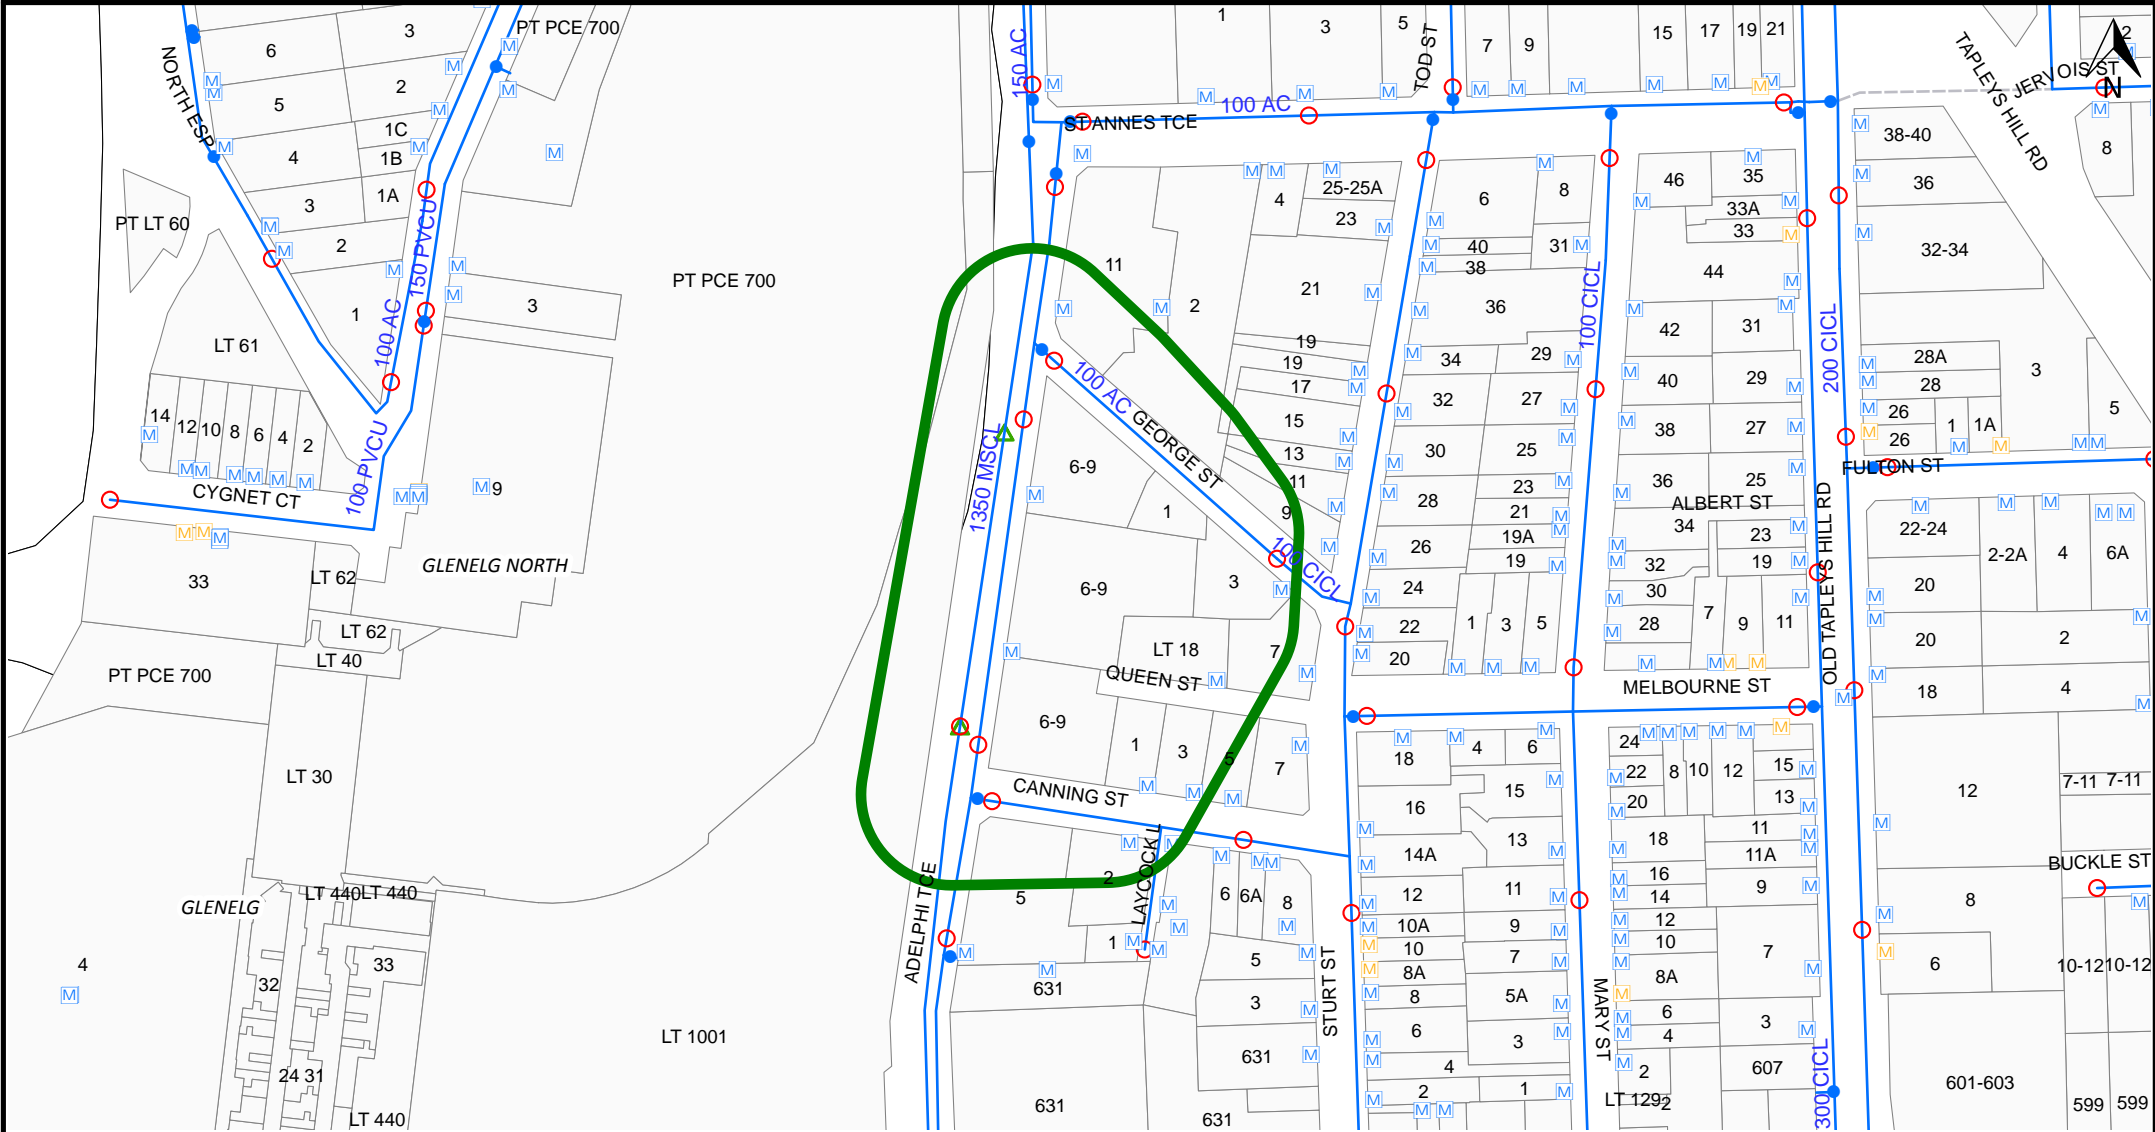 PT PCE 700
NORTH ESP
6
3
5
2
1C
4
1B
3
1A
2
1
PT LT 60
150 PVCU
100 AC
LT 61
3
PT PCE 700
14
12
10
8
6
4
2
CYGNET CT
100 PVCU
9
33
LT 62
GLENELG NORTH
LT 62
LT 40
PT PCE 700
LT 30
LT 440
LT 440
GLENELG
4
32
33
24
31
LT 440
LT 1001
150 AC
1
3
5
TOD ST
7
9
15
17
19
21
TAPLEYS HILL RD
JERVOIS ST
2
N
100 AC
ST ANNES TCE
11
2
4
25-25A
23
21
19
19
17
15
13
11
9
100 AC
GEORGE ST
100 CICL
1350 MSCL
6-9
1
6-9
3
LT 18
7
QUEEN ST
6-9
1
3
5
7
CANNING ST
LAYCOCK L
ADELPHI TCE
5
2
1
6
6A
8
5
3
631
631
631
631
STURT ST
6
8
40
38
31
36
34
29
32
27
30
25
28
23
21
26
19A
19
24
22
20
1
3
5
100 CICL
46
35
33A
33
44
42
31
40
29
38
27
36
25
ALBERT ST
34
23
32
19
30
28
7
9
11
MELBOURNE ST
OLD TAPLEYS HILL RD
200 CICL
38-40
36
32-34
28A
28
26
26
1
1A
3
5
8
FULTON ST
22-24
2-2A
4
6A
20
20
2
18
4
12
7-11
7-11
BUCKLE ST
8
6
10-12
10-12
601-603
599
599
18
4
6
16
15
14A
13
12
11
10A
10
9
8A
7
8
5A
6
3
4
2
1
MARY ST
24
22
20
8
10
12
15
13
18
11
11A
16
14
9
12
10
7
8A
6
4
3
2
607
LT 129
2
300 CICL